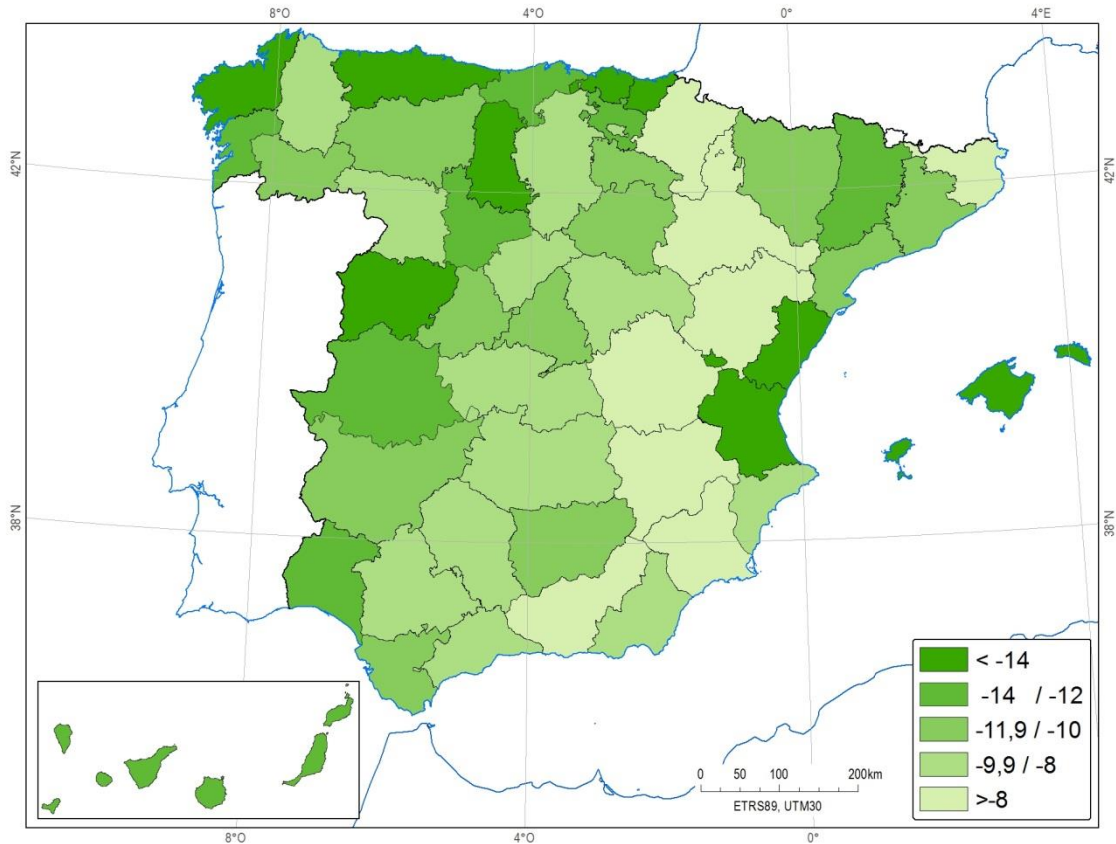 8°O 4°O 0° 4°E
42°N 42°N
38°N 38°N
< -14
-14 / -12
-11,9 / -10
-9,9 / -8
>-8
0 50 100 200km
ETRS89, UTM30
8°O 4°O 0°